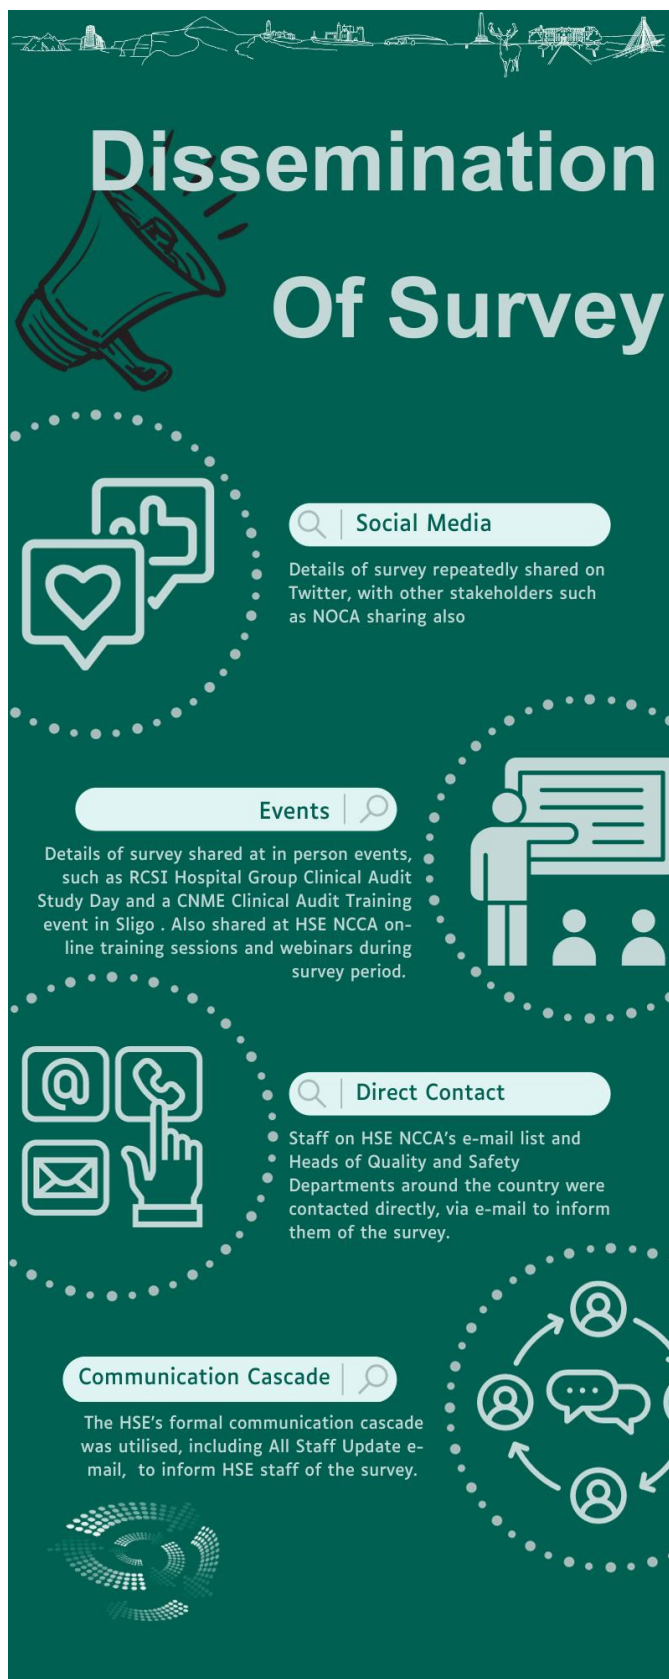 Dissemination
Of Survey
Social Media
Details of survey repeatedly shared on
Twitter, with other stakeholders such
as NOCA sharing also
Events
Details of survey shared at in person events,
such as RCSI Hospital Group Clinical Audit
Study Day and a CNME Clinical Audit Training
event in Sligo . Also shared at HSE NCCA on-
line training sessions and webinars during
survey period.
@
Direct Contact
Staff on HSE NCCA's e-mail list and
Heads of Quality and Safety
Departments around the country were
contacted directly, via e-mail to inform
them of the survey.
Communication Cascade
The HSE's formal communication cascade
was utilised, including All Staff Update e-
mail,  to inform HSE staff of the survey.